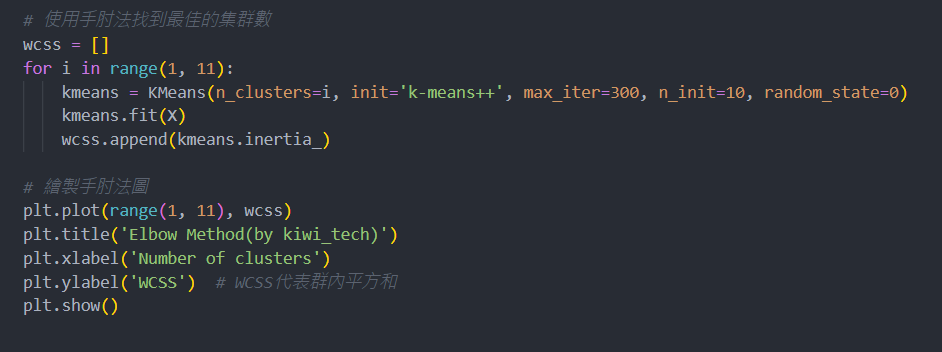 # 使用手肘法找到最佳的集群數
wcss = []
for i in range(1, 11):
    kmeans = KMeans(n_clusters=i, init='k-means++', max_iter=300, n_init=10, random_state=0)
    kmeans.fit(X)
    wcss.append(kmeans.inertia_)

# 繪製手肘法圖
plt.plot(range(1, 11), wcss)
plt.title('Elbow Method(by kiwi_tech)')
plt.xlabel('Number of clusters')
plt.ylabel('WCSS')  # WCSS代表群內平方和
plt.show()